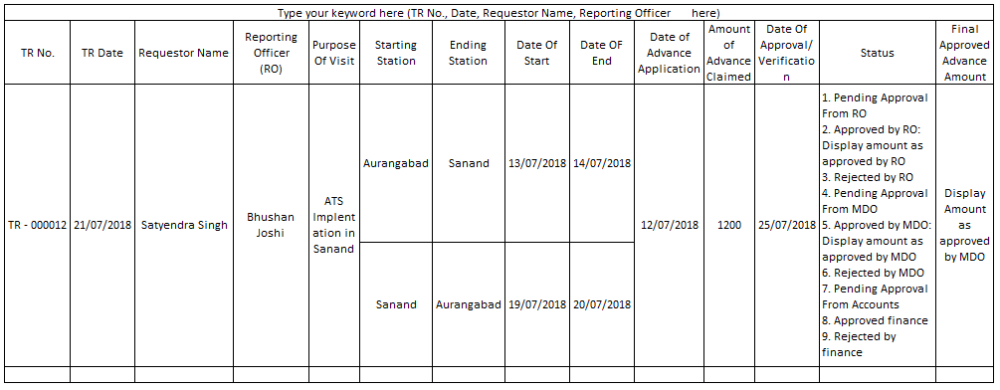 Type your keyword here (TR No., Date, Requestor Name, Reporting Officer here)
TR No.
TR Date
Requestor Name
Reporting
Officer
(RO)
Purpose
Of Visit
Starting
Station
Ending
Station
Date Of
Start
Date OF
End
Date of
Advance
Application
Amount
of
Advance
Claimed
Date Of
Approval/
Verificatio
n
Status
Final
Approved
Advance
Amount
TR - 000012
21/07/2018
Satyendra Singh
Bhushan
Joshi
ATS
Implent
ation in
Sanand
Aurangabad
Sanand
13/07/2018
14/07/2018
Sanand
Aurangabad
19/07/2018
20/07/2018
12/07/2018
1200
25/07/2018
1. Pending Approval
From RO
2. Approved by RO:
Display amount as
approved by RO
3. Rejected by RO
4. Pending Approval
From MDO
5. Approved by MDO:
Display amount as
approved by MDO
6. Rejected by MDO
7. Pending Approval
From Accounts
8. Approved finance
9. Rejected by
finance
Display
Amount
as
approved
by MDO